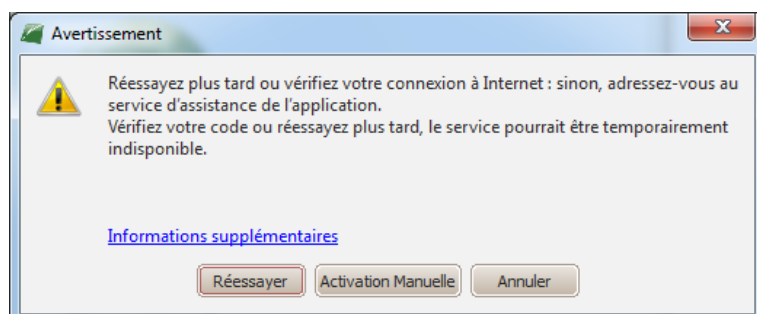 Avertissement
Réessayez plus tard ou vérifiez votre connexion à Internet : sinon, adressez-vous au
service d'assistance de l'application.
Vérifiez votre code ou réessayez plus tard, le service pourrait être temporairement
indisponible.
Informations supplémentaires
Réessayer Activation Manuelle Annuler